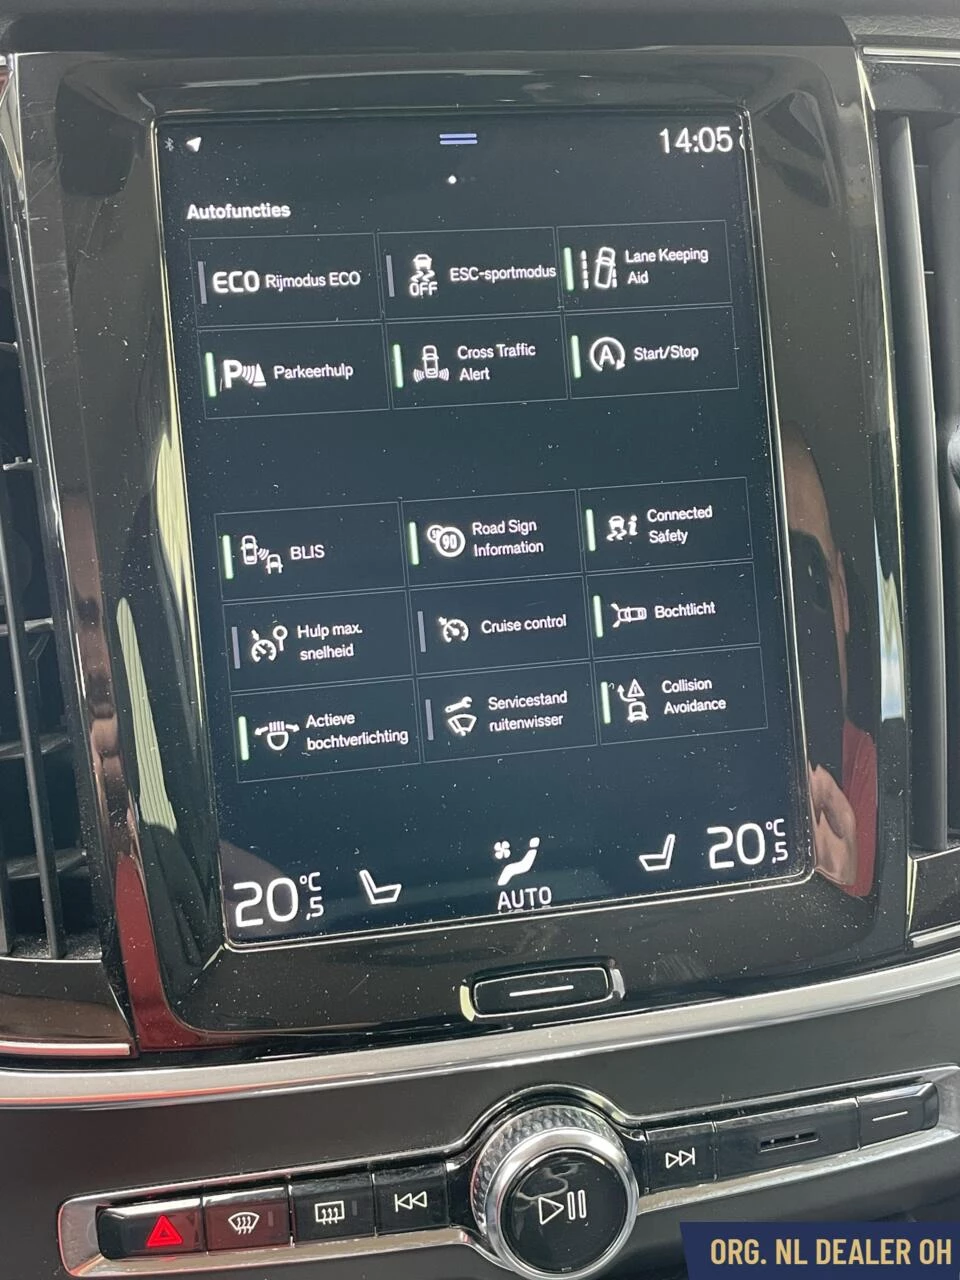 14:05
Autofuncties
ECO Rijmodus ECO
OFF
ESC-sportmodus
Lane Keeping
Aid
P
Parkeerhulp
Cross Traffic
Alert
A
Start/Stop
BLIS
90
Road Sign
Information
Connected
Safety
Hulp max.
snelheid
Cruise control
Bochtlicht
Actieve
bochtverlichting
Servicestand
ruitenwisser
Collision
Avoidance
20°C
,5
AUTO
20°C
,5
ORG. NL DEALER OH